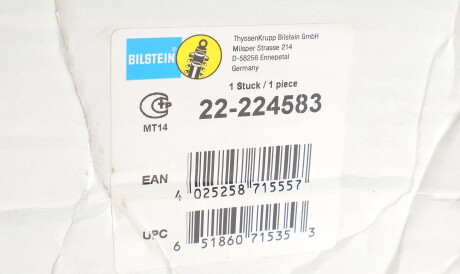 ThyssenKrupp Bilstein GmbH
Milsper Strasse 214
D-58256 Ennepetal
Germany
BILSTEIN
1 Stuck / 1 piece
22-224583
MT14
EAN
4 025258 715557
UPC
6 51860 71535 3